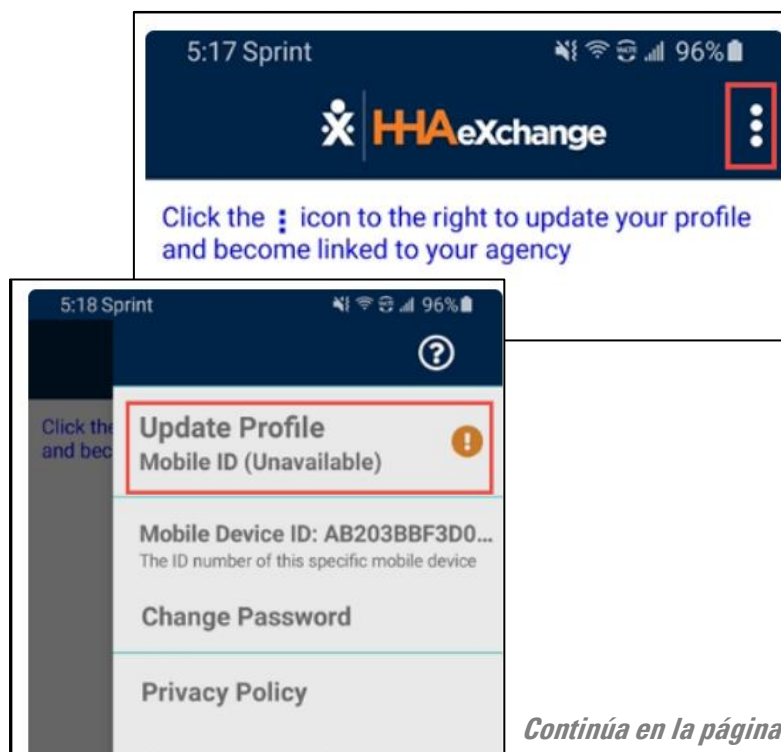 5:17 Sprint 96%
HHAeXchange
Click the ⋮ icon to the right to update your profile
and become linked to your agency
5:18 Sprint 96%
Click the
and bec
Update Profile
Mobile ID (Unavailable)
Mobile Device ID: AB203BBF3D0...
The ID number of this specific mobile device
Change Password
Privacy Policy
Continúa en la página